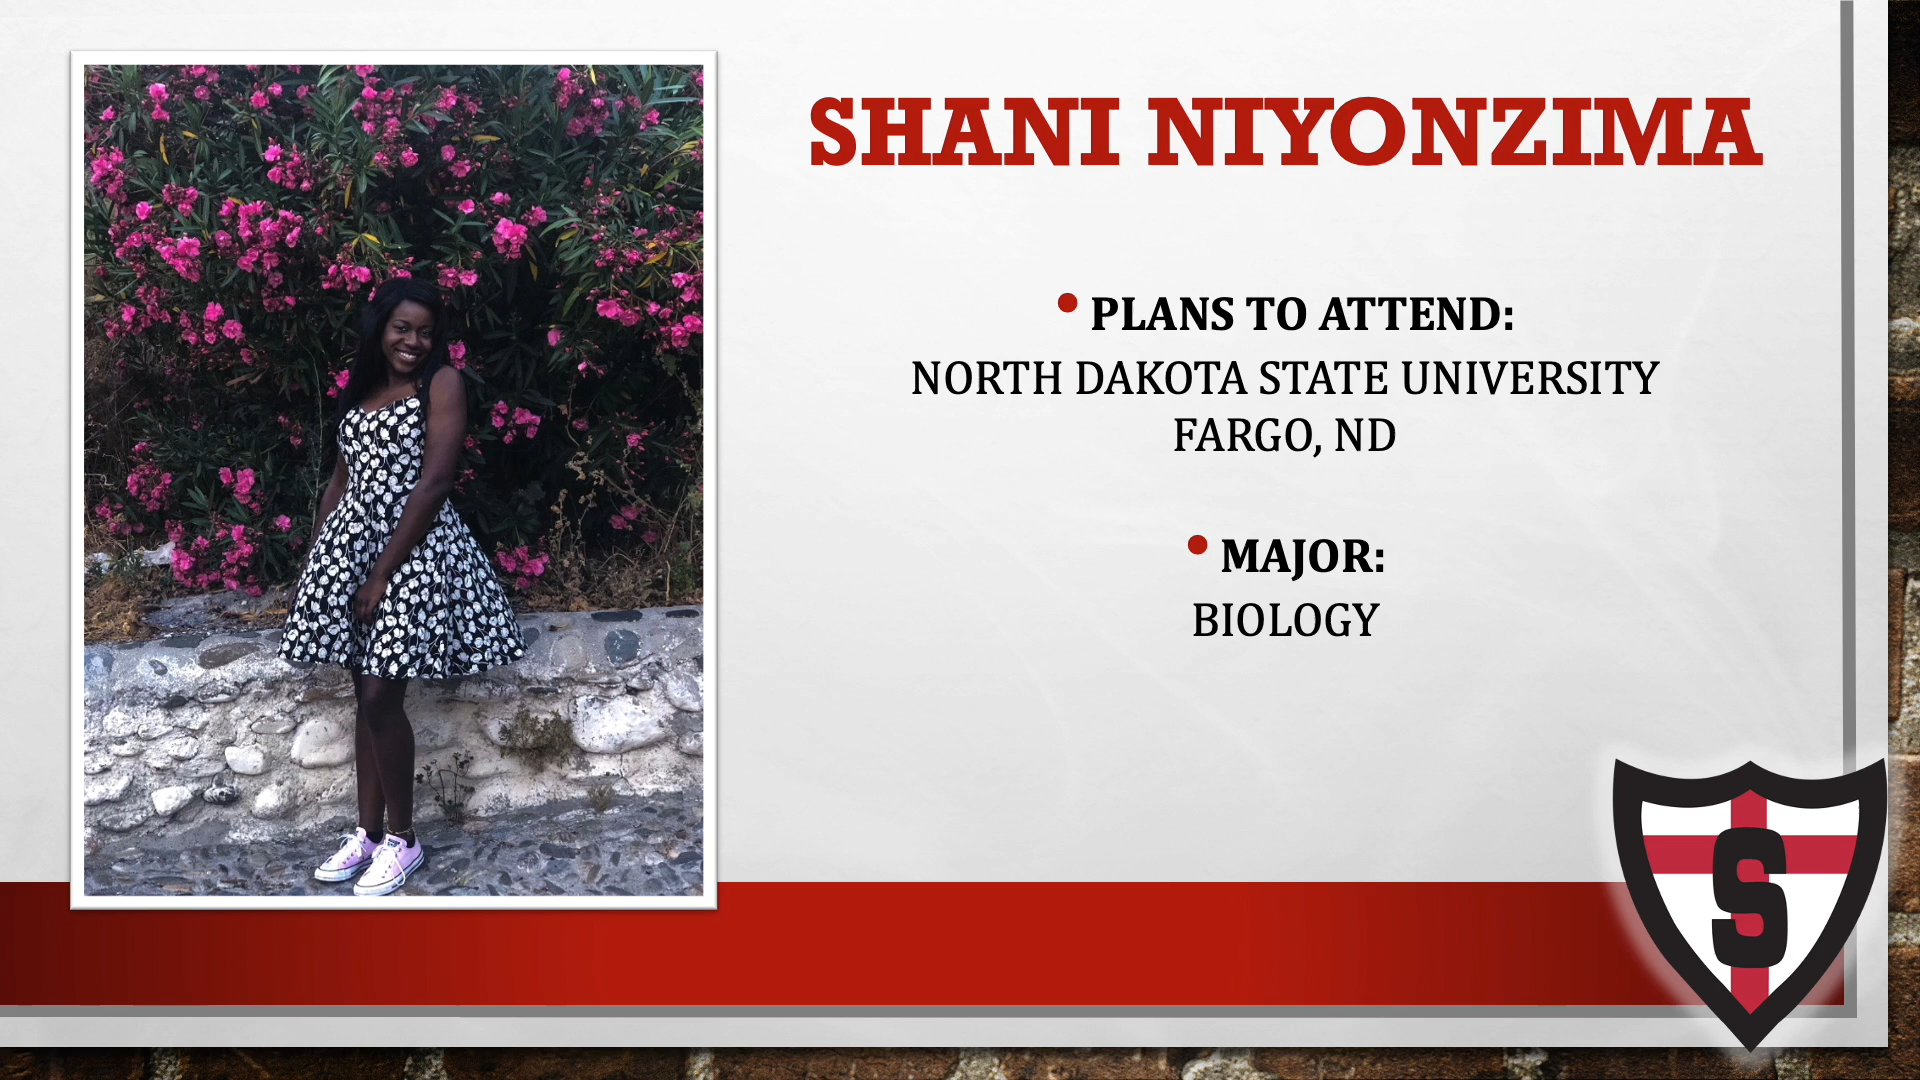 SHANI NIYONZIMA
• PLANS TO ATTEND:
NORTH DAKOTA STATE UNIVERSITY
FARGO, ND
• MAJOR:
BIOLOGY
S